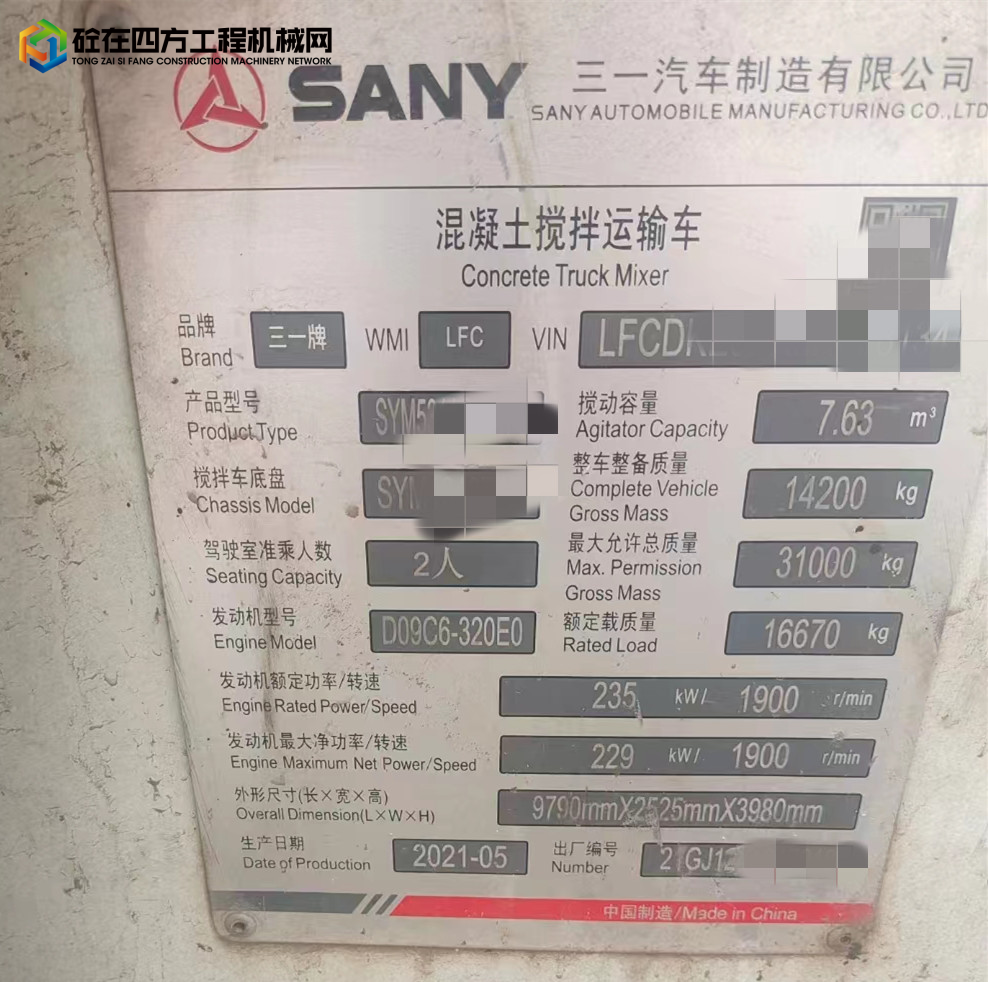 砼在四方工程机械网
TONG ZAI SI FANG CONSTRUCTION MACHINERY NETWORK
SANY 三一汽车制造有限公司
SANY AUTOMOBILE MANUFACTURING CO.,LTD
混凝土搅拌运输车
Concrete Truck Mixer
品牌 Brand 三一牌 WMI LFC VIN LFCD
产品型号 Product Type SYM5
搅动容量 Agitator Capacity 7.63 m³
搅拌车底盘 Chassis Model SY
整车整备质量 Complete Vehicle Gross Mass 14200 kg
驾驶室准乘人数 Seating Capacity 2人
最大允许总质量 Max. Permission Gross Mass 31000 kg
发动机型号 Engine Model D09C6-320E0
额定载质量 Rated Load 16670 kg
发动机额定功率/转速 Engine Rated Power/Speed 235 kW/ 1900 r/min
发动机最大净功率/转速 Engine Maximum Net Power/Speed 229 kW/ 1900 r/min
外形尺寸(长×宽×高) Overall Dimension(L×W×H) 9790mmX2525mmX3980mm
生产日期 Date of Production 2021-05
出厂编号 Number 21GJ12
中国制造/Made in China